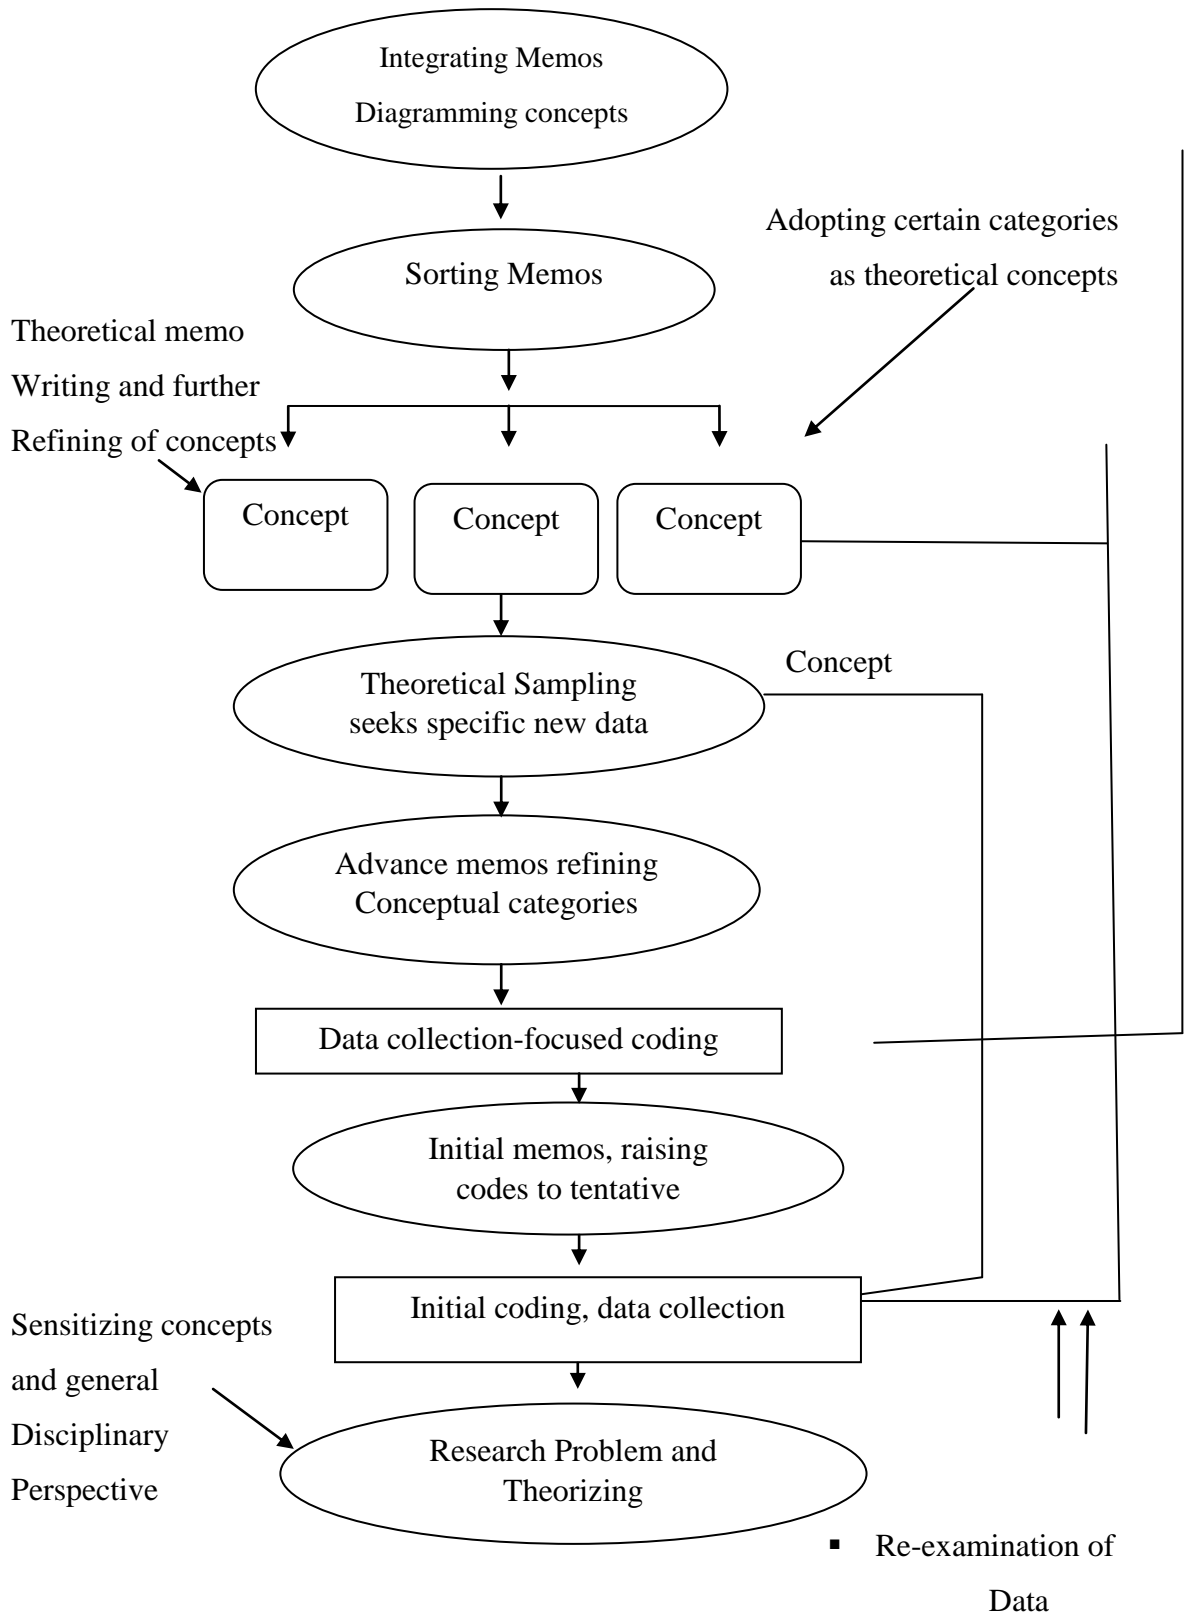 Integrating Memos
Diagramming concepts
Adopting certain categories
as theoretical concepts
Sorting Memos
Theoretical memo
Writing and further
Refining of concepts
Concept
Concept
Concept
Concept
Theoretical Sampling
seeks specific new data
Advance memos refining
Conceptual categories
Data collection-focused coding
Initial memos, raising
codes to tentative
Initial coding, data collection
Sensitizing concepts
and general
Disciplinary
Perspective
Research Problem and
Theorizing
▪ Re-examination of
Data